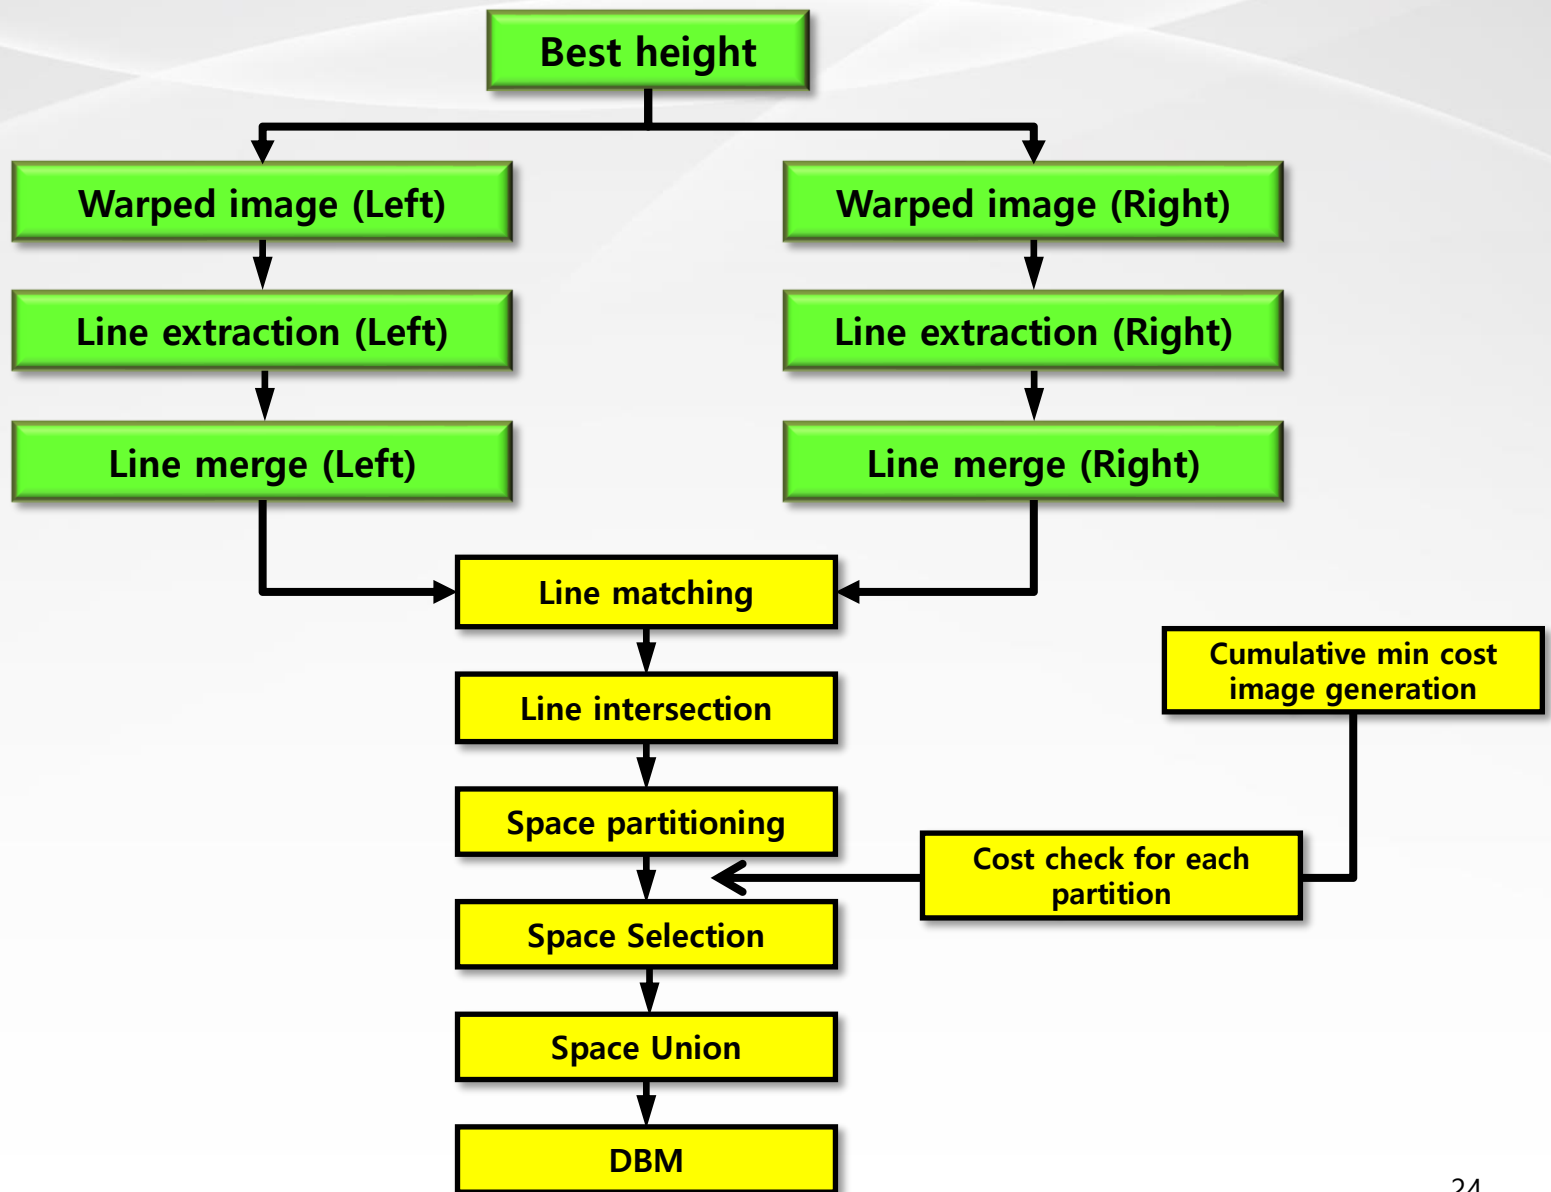 Best height
Warped image (Left)
Warped image (Right)
Line extraction (Left)
Line extraction (Right)
Line merge (Left)
Line merge (Right)
Line matching
Cumulative min cost
image generation
Line intersection
Space partitioning
Cost check for each
partition
Space Selection
Space Union
DBM
24